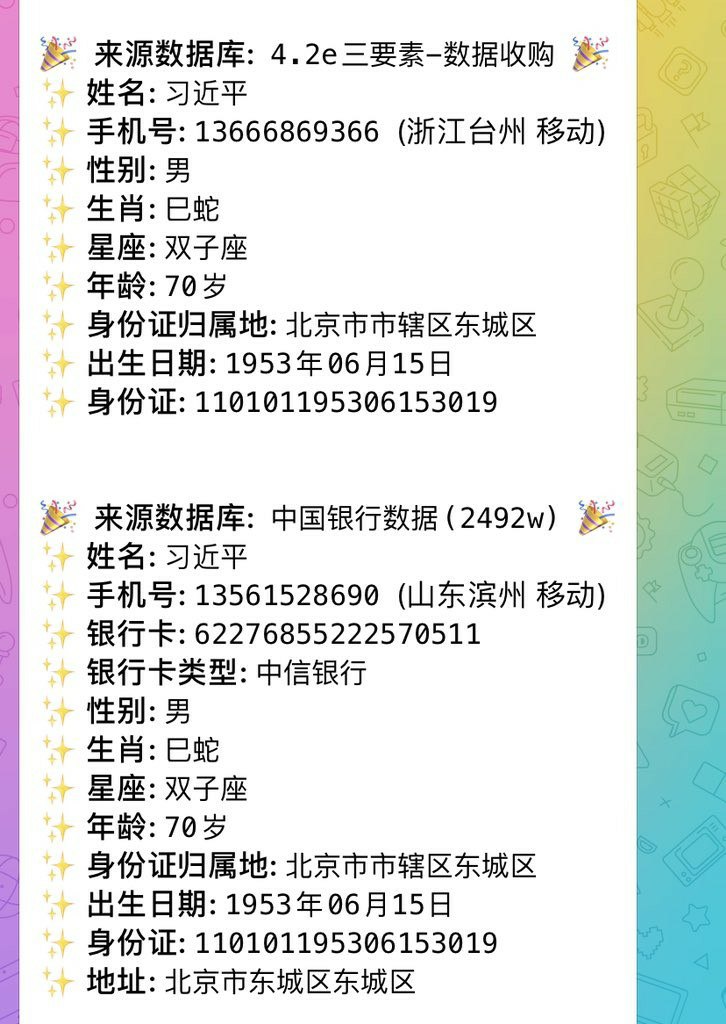 🎉 来源数据库: 4.2e三要素-数据收购 🎉
✨ 姓名: 习近平
✨ 手机号: 13666869366 (浙江台州 移动)
✨ 性别: 男
✨ 生肖: 巳蛇
✨ 星座: 双子座
✨ 年龄: 70岁
✨ 身份证归属地: 北京市市辖区东城区
✨ 出生日期: 1953年06月15日
✨ 身份证: 110101195306153019
🎉 来源数据库: 中国银行数据(2492w) 🎉
✨ 姓名: 习近平
✨ 手机号: 13561528690 (山东滨州 移动)
✨ 银行卡: 62276855222570511
✨ 银行卡类型: 中信银行
✨ 性别: 男
✨ 生肖: 巳蛇
✨ 星座: 双子座
✨ 年龄: 70岁
✨ 身份证归属地: 北京市市辖区东城区
✨ 出生日期: 1953年06月15日
✨ 身份证: 110101195306153019
✨ 地址: 北京市东城区东城区